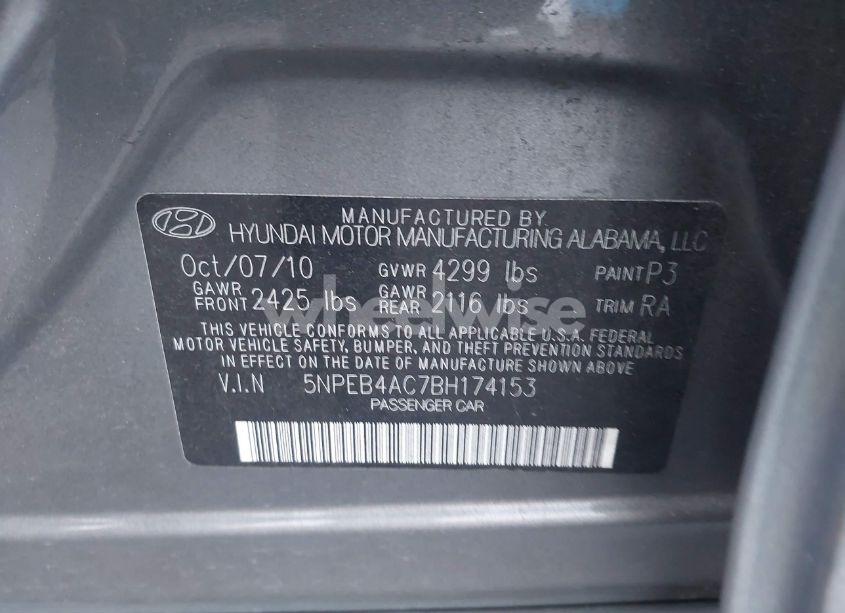 MANUFACTURED BY
HYUNDAI MOTOR MANUFACTURING ALABAMA, LLC
Oct/07/10 GVWR 4299 lbs PAINT P3
GAWR FRONT 2425 lbs GAWR REAR 2116 lbs TRIM RA
THIS VEHICLE CONFORMS TO ALL APPLICABLE U.S.A. FEDERAL
MOTOR VEHICLE SAFETY, BUMPER, AND THEFT PREVENTION STANDARDS
IN EFFECT ON THE DATE OF MANUFACTURE SHOWN ABOVE.
V.I.N 5NPEB4AC7BH174153
PASSENGER CAR
wheelwise